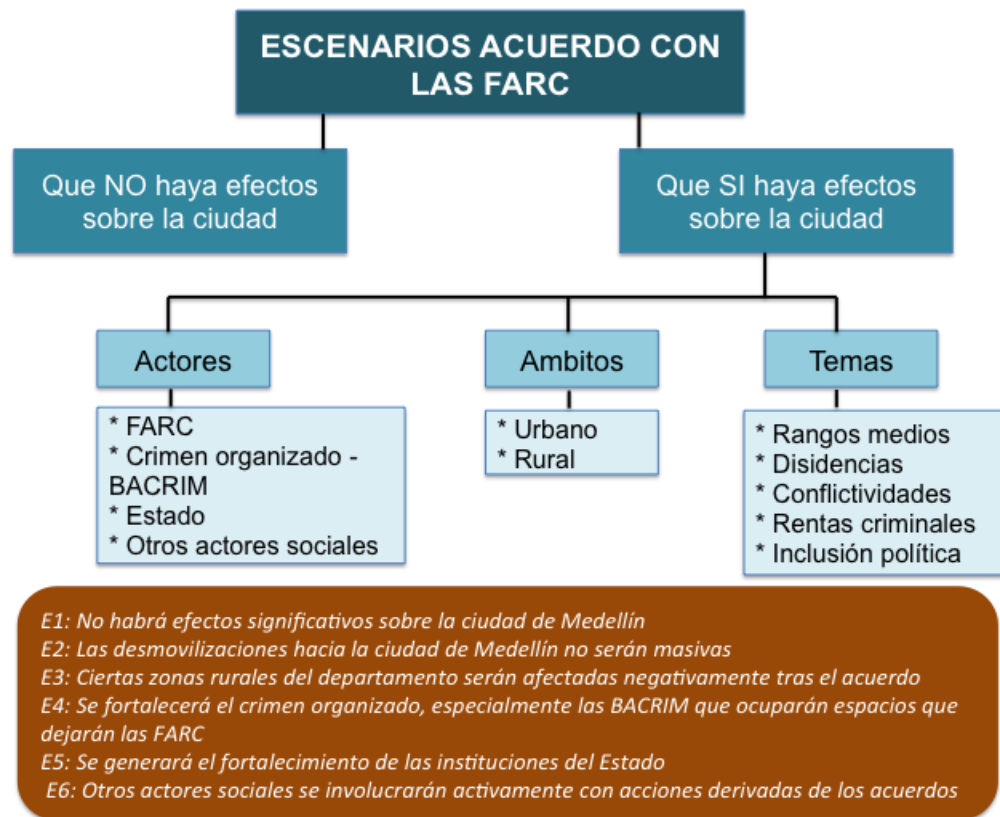 ESCENARIOS ACUERDO CON
LAS FARC
Que NO haya efectos
sobre la ciudad
Que SI haya efectos
sobre la ciudad
Actores
* FARC
* Crimen organizado -
BACRIM
* Estado
* Otros actores sociales
Ambitos
* Urbano
* Rural
Temas
* Rangos medios
* Disidencias
* Conflictividades
* Rentas criminales
* Inclusión política
E1: No habrá efectos significativos sobre la ciudad de Medellín
E2: Las desmovilizaciones hacia la ciudad de Medellín no serán masivas
E3: Ciertas zonas rurales del departamento serán afectadas negativamente tras el acuerdo
E4: Se fortalecerá el crimen organizado, especialmente las BACRIM que ocuparán espacios que
dejarán las FARC
E5: Se generará el fortalecimiento de las instituciones del Estado
E6: Otros actores sociales se involucrarán activamente con acciones derivadas de los acuerdos